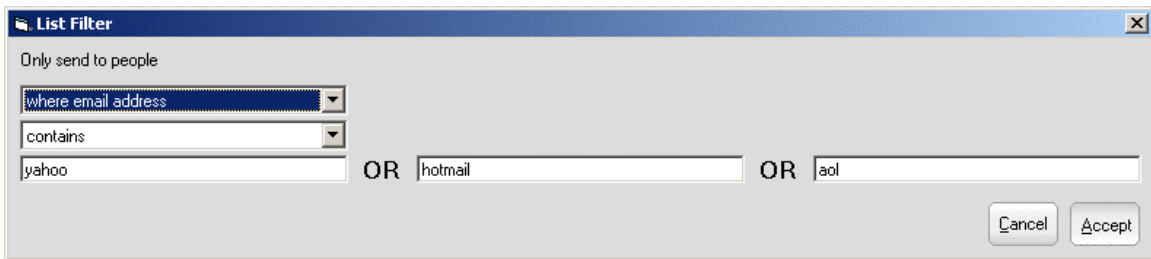 List Filter
Only send to people
where email address
contains
yahoo OR hotmail OR aol
Cancel Accept